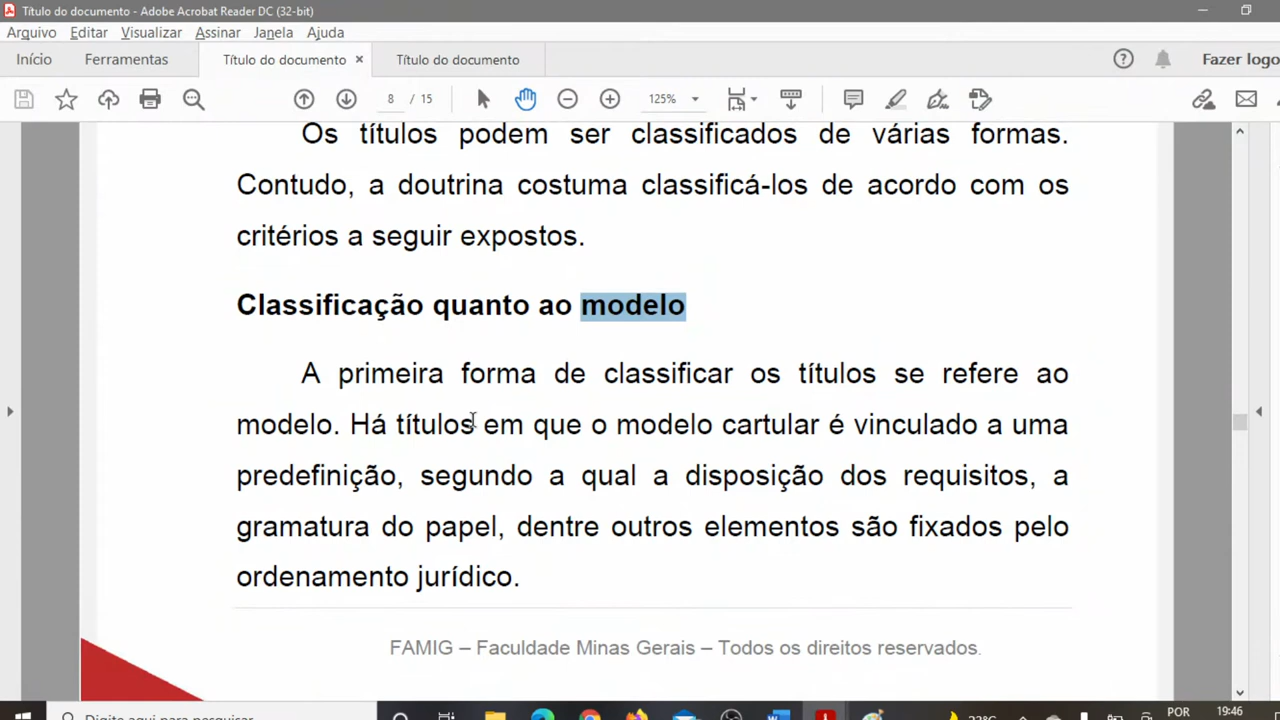 Título do documento - Adobe Acrobat Reader DC (32-bit)
Arquivo Editar Visualizar Assinar Janela Ajuda
Início Ferramentas Título do documento × Título do documento Fazer logo
8 / 15 125%
Os títulos podem ser classificados de várias formas.
Contudo, a doutrina costuma classificá-los de acordo com os
critérios a seguir expostos.
Classificação quanto ao modelo
A primeira forma de classificar os títulos se refere ao
modelo. Há títulos em que o modelo cartular é vinculado a uma
predefinição, segundo a qual a disposição dos requisitos, a
gramatura do papel, dentre outros elementos são fixados pelo
ordenamento jurídico.
FAMIG – Faculdade Minas Gerais – Todos os direitos reservados.
Digite aqui para pesquisar 22°C POR 19:46